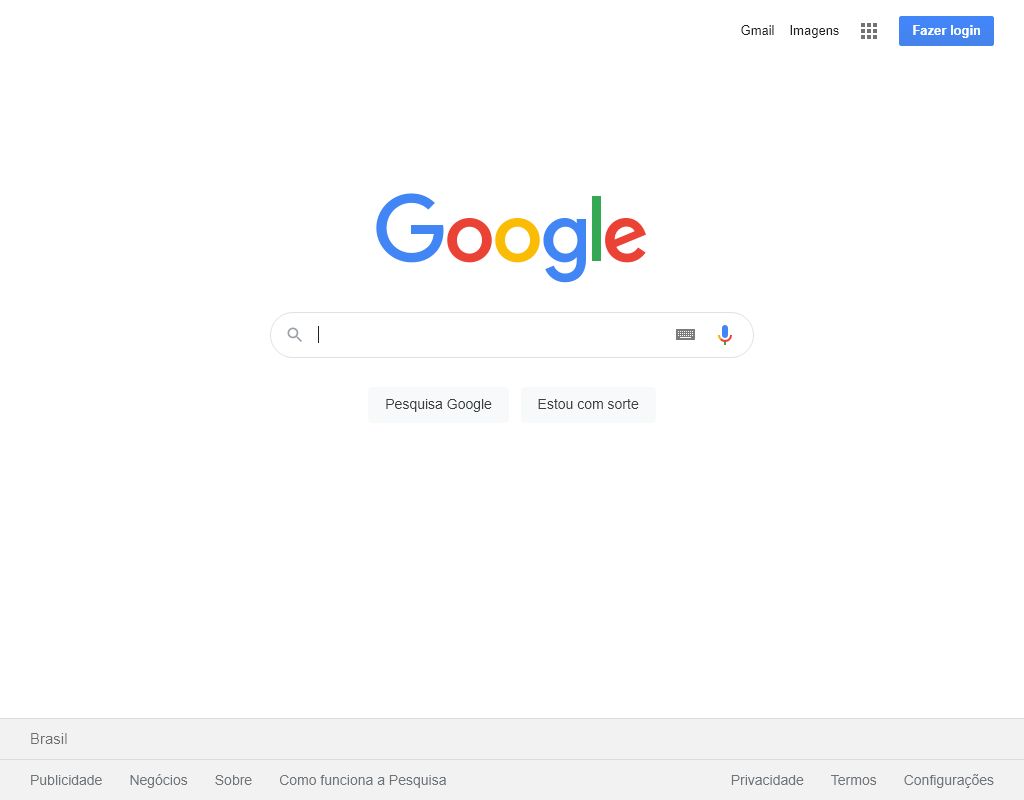 Gmail Imagens Fazer login
Google
Pesquisa Google Estou com sorte
Brasil
Publicidade Negócios Sobre Como funciona a Pesquisa Privacidade Termos Configurações